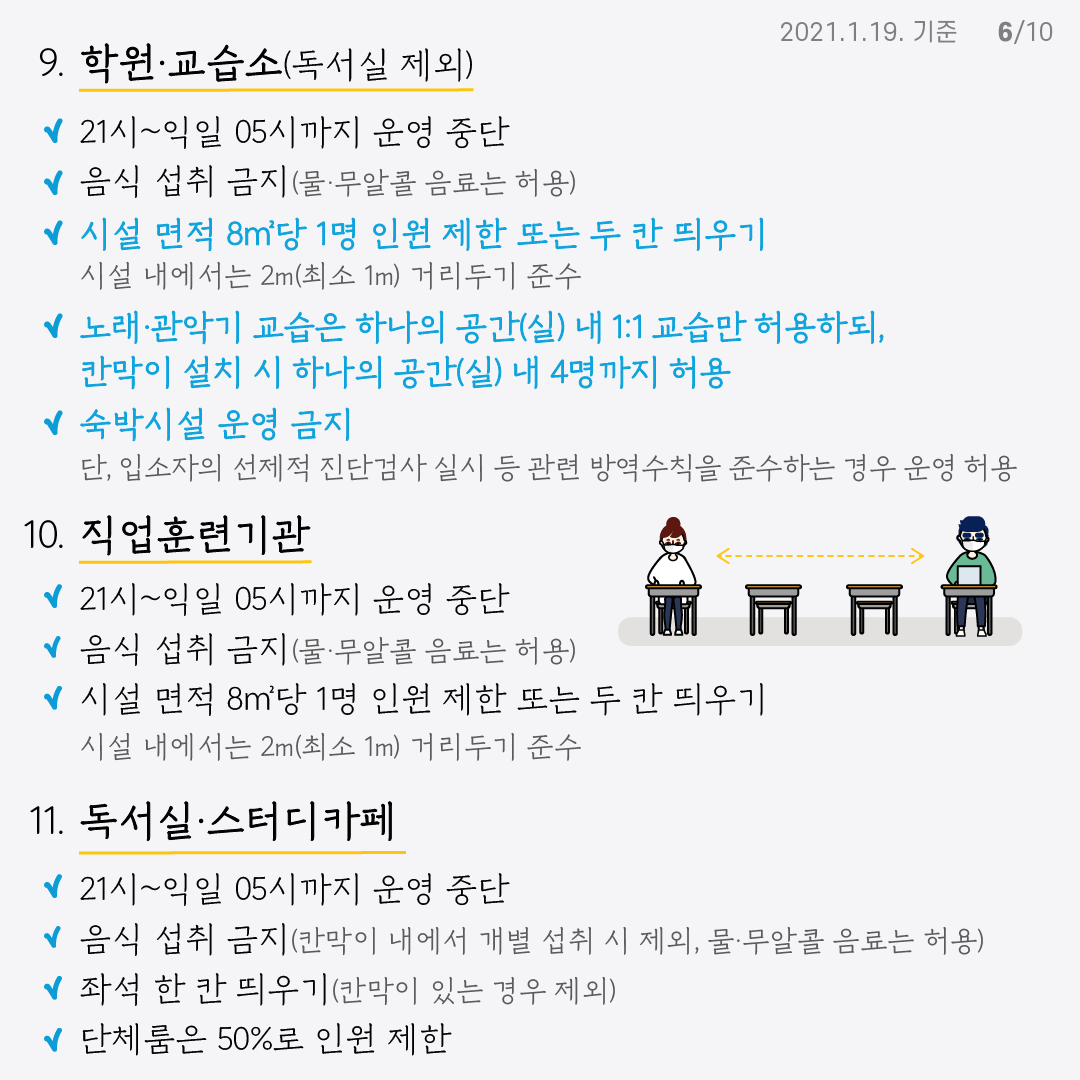 2021.1.19. 기준 6/10
9. 학원·교습소(독서실 제외)
✔ 21시~익일 05시까지 운영 중단
✔ 음식 섭취 금지(물·무알콜 음료는 허용)
✔ 시설 면적 8㎡당 1명 인원 제한 또는 두 칸 띄우기
시설 내에서는 2m(최소 1m) 거리두기 준수
✔ 노래·관악기 교습은 하나의 공간(실) 내 1:1 교습만 허용하되,
칸막이 설치 시 하나의 공간(실) 내 4명까지 허용
✔ 숙박시설 운영 금지
단, 입소자의 선제적 진단검사 실시 등 관련 방역수칙을 준수하는 경우 운영 허용
10. 직업훈련기관
✔ 21시~익일 05시까지 운영 중단
✔ 음식 섭취 금지(물·무알콜 음료는 허용)
✔ 시설 면적 8㎡당 1명 인원 제한 또는 두 칸 띄우기
시설 내에서는 2m(최소 1m) 거리두기 준수
11. 독서실·스터디카페
✔ 21시~익일 05시까지 운영 중단
✔ 음식 섭취 금지(칸막이 내에서 개별 섭취 시 제외, 물·무알콜 음료는 허용)
✔ 좌석 한 칸 띄우기(칸막이 있는 경우 제외)
✔ 단체룸은 50%로 인원 제한